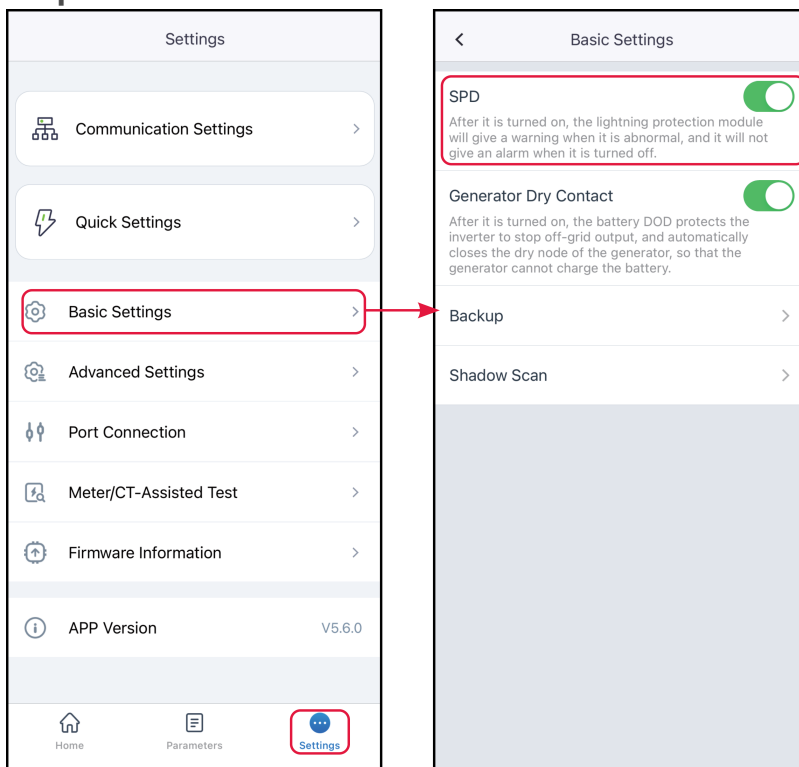 Settings
Communication Settings
Quick Settings
Basic Settings
Advanced Settings
Port Connection
Meter/CT-Assisted Test
Firmware Information
APP Version V5.6.0
Home Parameters Settings
Basic Settings
SPD
After it is turned on, the lightning protection module
will give a warning when it is abnormal, and it will not
give an alarm when it is turned off.
Generator Dry Contact
After it is turned on, the battery DOD protects the
inverter to stop off-grid output, and automatically
closes the dry node of the generator, so that the
generator cannot charge the battery.
Backup
Shadow Scan